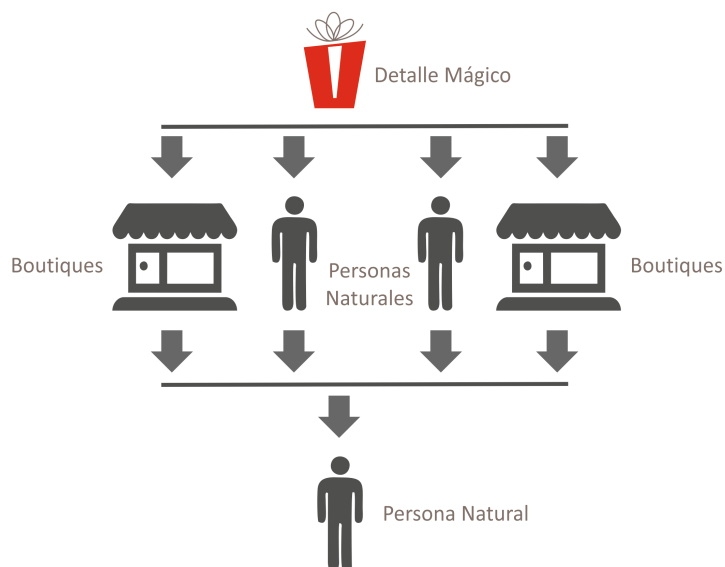 Detalle Mágico
Boutiques
Personas
Naturales
Boutiques
Persona Natural